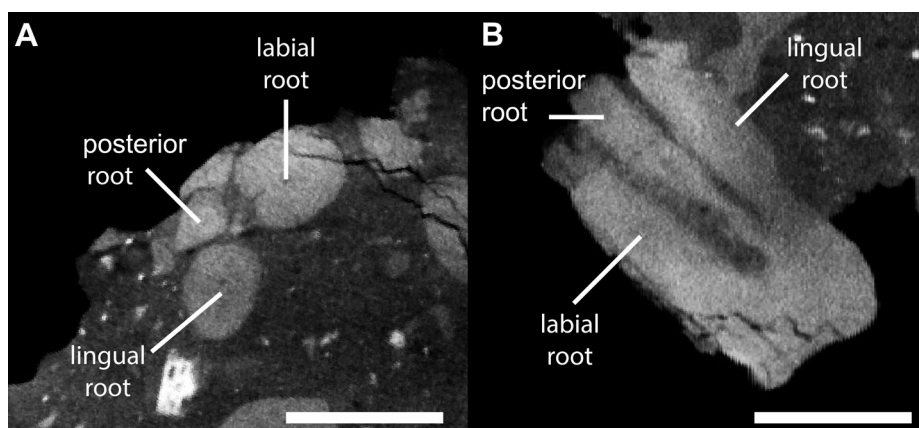 A
labial
root
posterior
root
lingual
root
B
lingual
root
posterior
root
labial
root